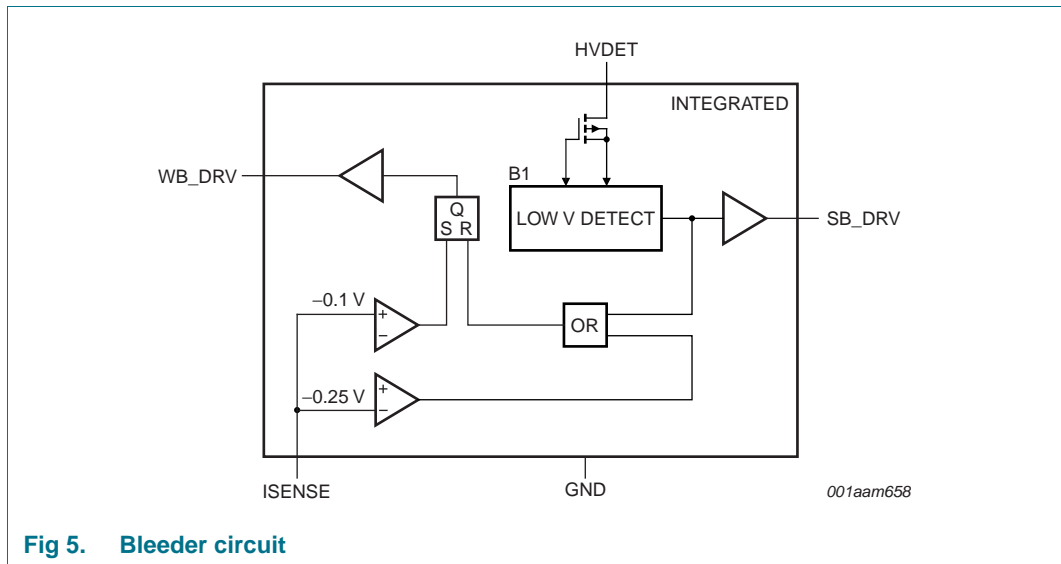 HVDET
INTEGRATED
WB_DRV
B1
Q
S R
LOW V DETECT
SB_DRV
−0.1 V
+
−
OR
−0.25 V
+
−
ISENSE
GND
001aam658
Fig 5. Bleeder circuit